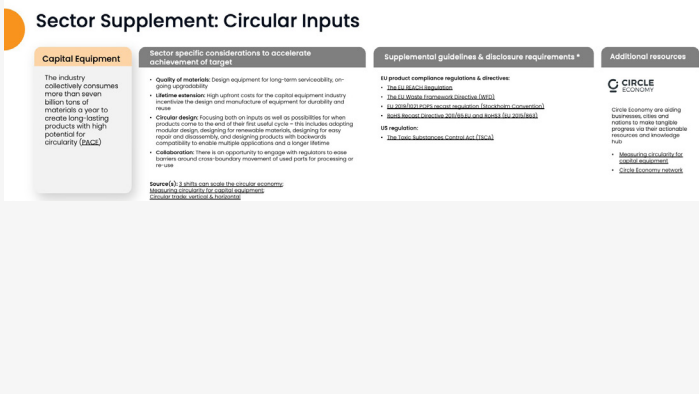 Sector Supplement: Circular Inputs
Capital Equipment
The industry
collectively consumes
more than seven
billion tons of
materials a year to
create long-lasting
products with high
potential for
circularity (PACE)
Sector specific considerations to accelerate
achievement of target
• Quality of materials: Design equipment for long-term serviceability, on-
going upgradability
• Lifetime extension: High upfront costs for the capital equipment industry
incentivize the design and manufacture of equipment for durability and
reuse
• Circular design: Focusing both on inputs as well as possibilities for when
products come to the end of their first useful cycle – this includes adopting
modular design, designing for renewable materials, designing for easy
repair and disassembly, and designing products with backwards
compatibility to enable multiple applications and a longer lifetime
• Collaboration: There is an opportunity to engage with regulators to ease
barriers around cross-boundary movement of used parts for processing or
re-use
Source(s): 3 shifts can scale the circular economy;
Measuring circularity for capital equipment;
Circular trade: vertical & horizontal
Supplemental guidelines & disclosure requirements *
EU product compliance regulations & directives:
• The EU REACH Regulation
• The EU Waste Framework Directive (WFD)
• EU 2019/1021 POPS recast regulation (Stockholm Convention)
• RoHS Recast Directive 2011/65 EU and RoHS3 (EU 2015/863)
US regulation:
• The Toxic Substances Control Act (TSCA)
Additional resources
CIRCLE
ECONOMY
Circle Economy are aiding
businesses, cities and
nations to make tangible
progress via their actionable
resources and knowledge
hub
• Measuring circularity for
capital equipment
• Circle Economy network